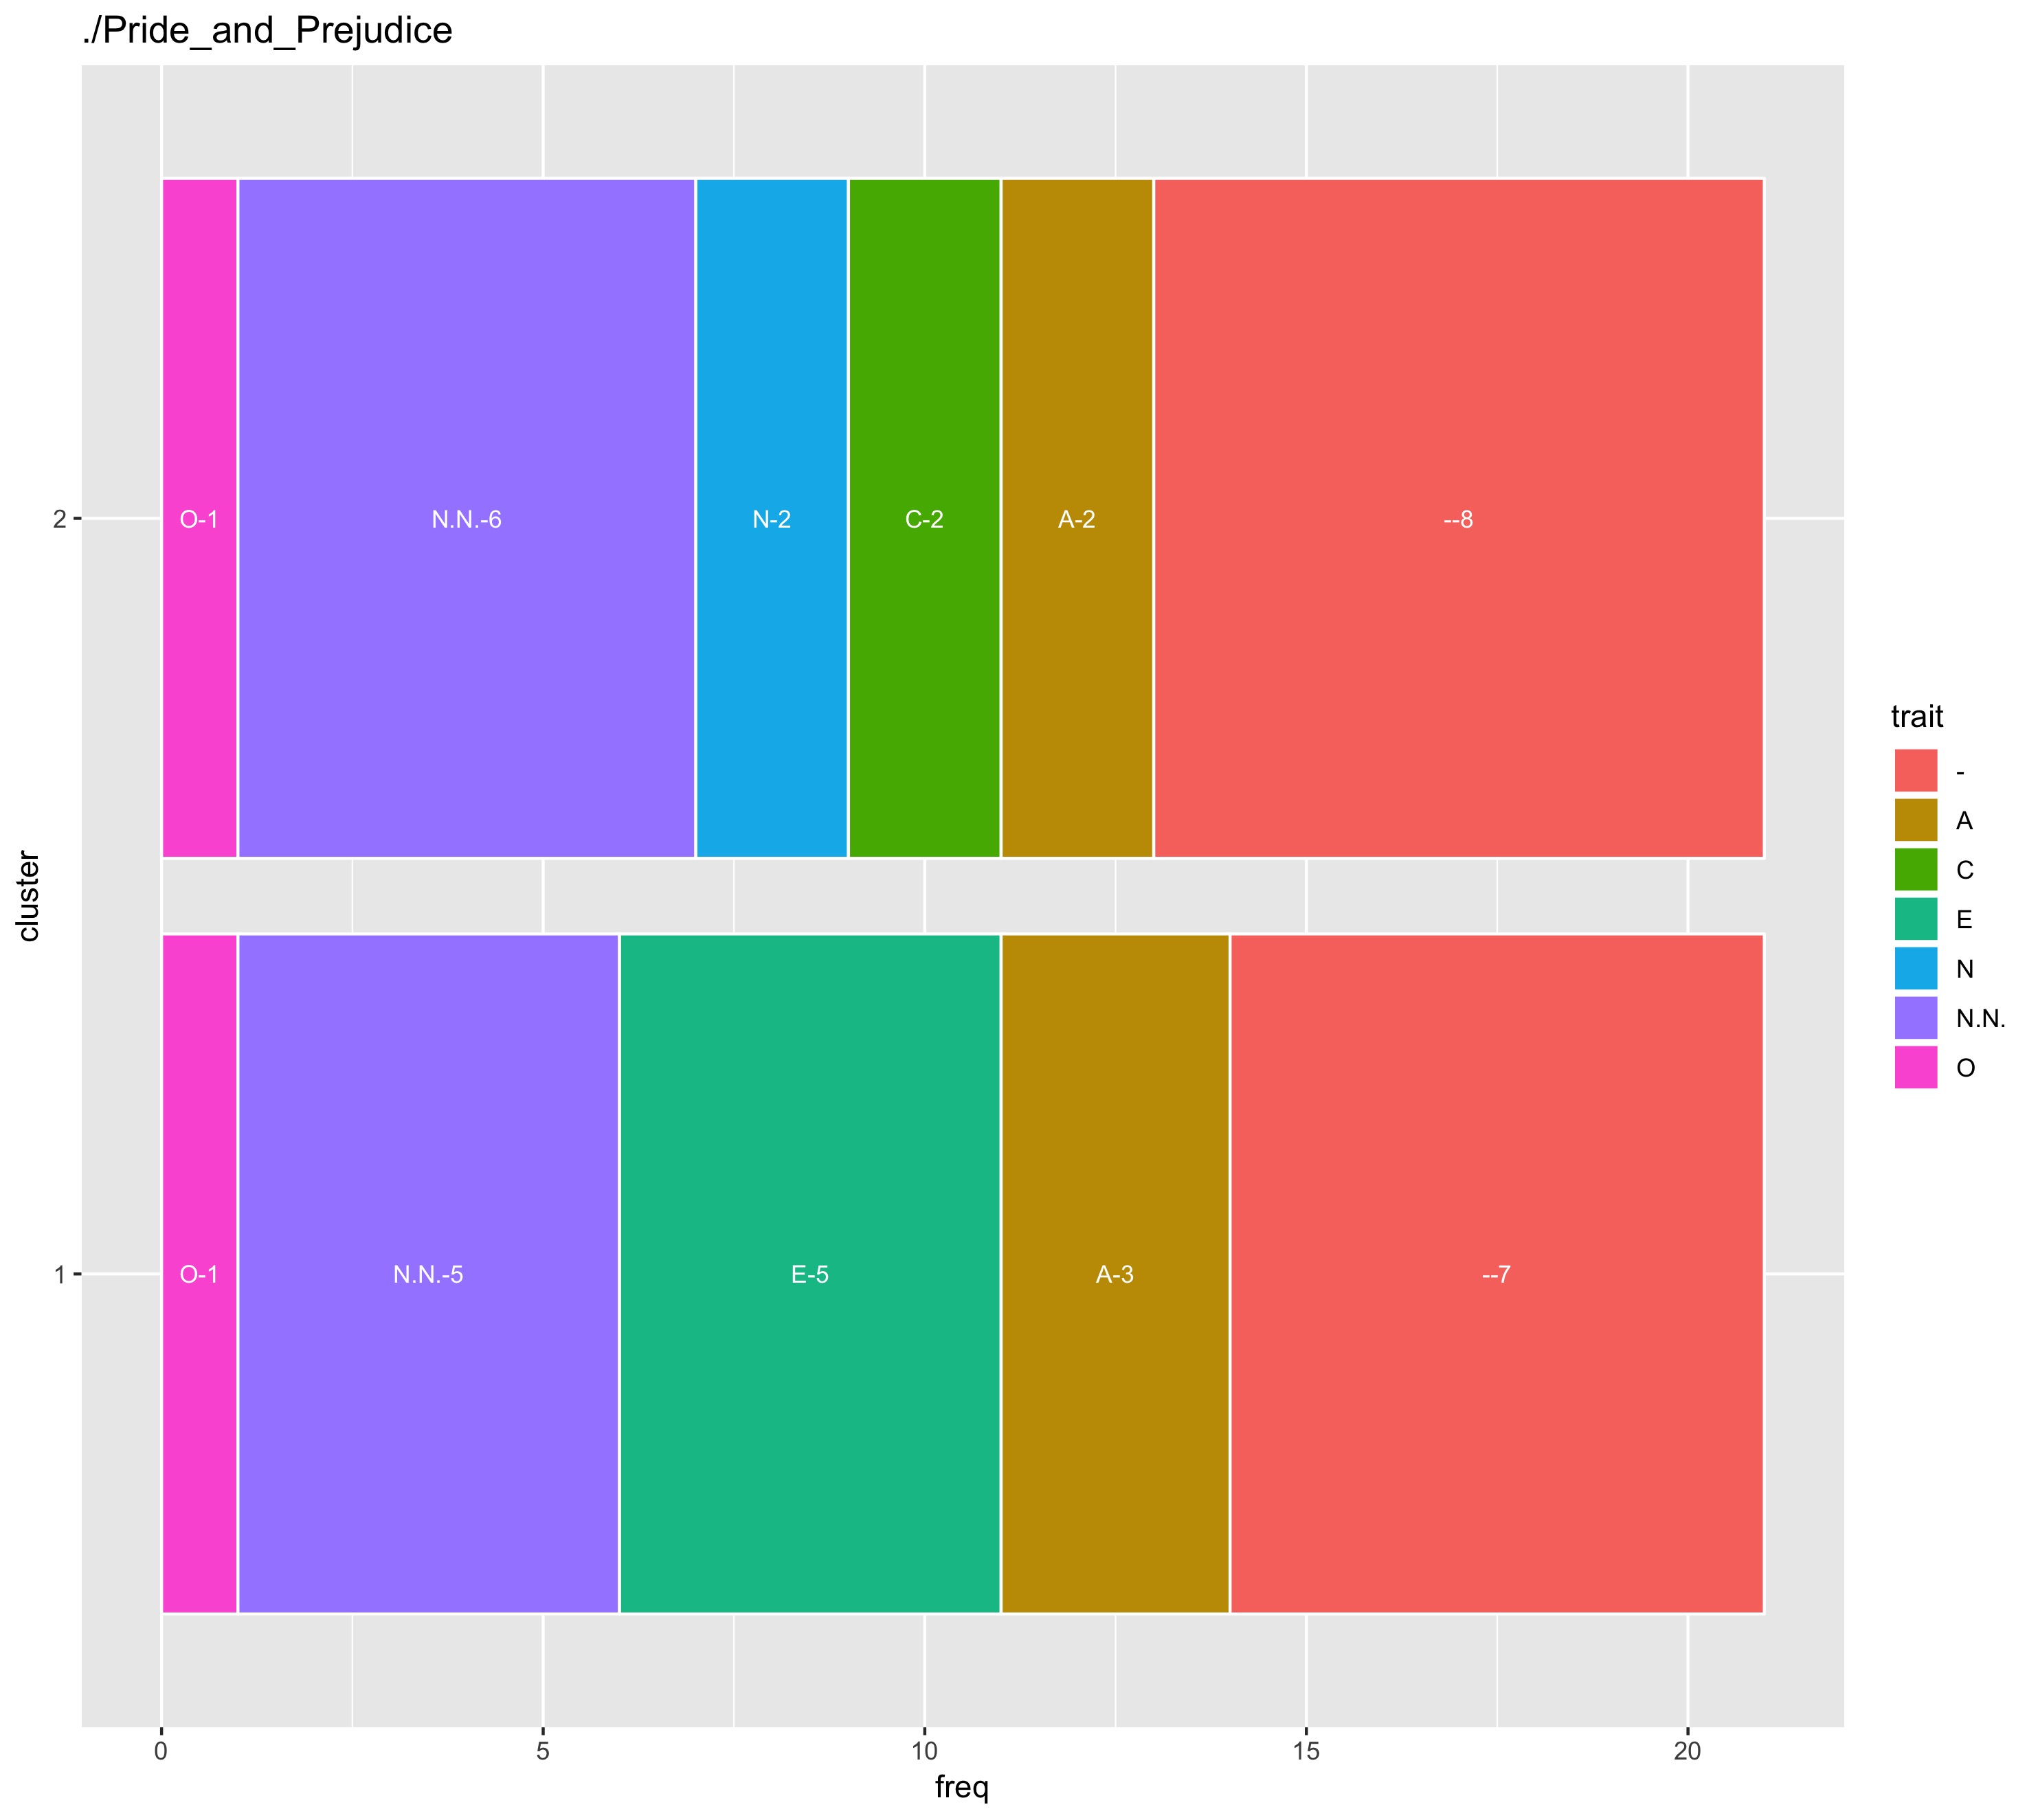 ./Pride_and_Prejudice
cluster
2
O-1
N.N.-6
N-2
C-2
A-2
--8
1
O-1
N.N.-5
E-5
A-3
--7
0
5
10
15
20
freq
trait
-
A
C
E
N
N.N.
O